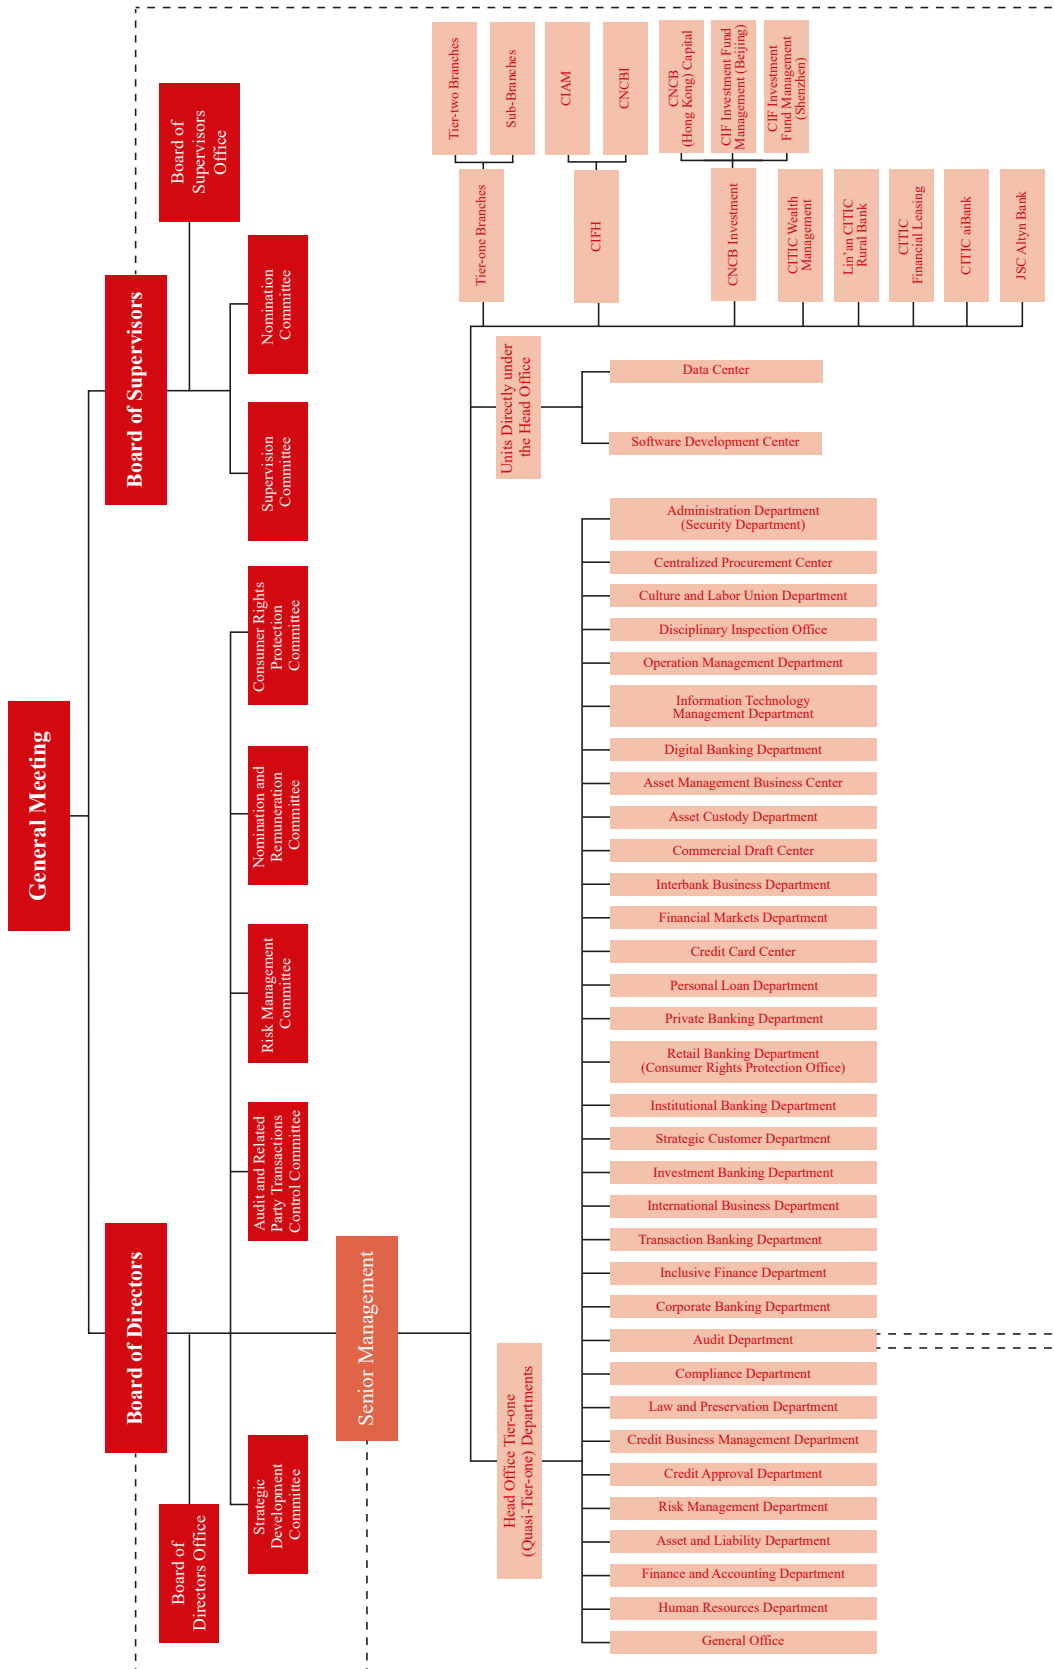 General Meeting
Board of Directors
Board of Supervisors
Board of
Directors Office
Board of
Supervisors
Office
Strategic
Development
Committee
Audit and Related
Party Transactions
Control Committee
Risk Management
Committee
Nomination and
Remuneration
Committee
Consumer Rights
Protection
Committee
Supervision
Committee
Nomination
Committee
Senior Management
Head Office Tier-one
(Quasi-Tier-one) Departments
Units Directly under
the Head Office
Tier-one Branches
Tier-two Branches
Sub-Branches
CIFH
CIAM
CNCBI
CNCB Investment
CNCB
(Hong Kong) Capital
CIF Investment Fund
Management (Beijing)
CIF Investment
Fund Management
(Shenzhen)
CITIC Wealth
Management
Lin’an CITIC
Rural Bank
CITIC
Financial Leasing
CITIC aiBank
JSC Altyn Bank
Data Center
Software Development Center
Administration Department
(Security Department)
Centralized Procurement Center
Culture and Labor Union Department
Disciplinary Inspection Office
Operation Management Department
Information Technology
Management Department
Digital Banking Department
Asset Management Business Center
Asset Custody Department
Commercial Draft Center
Interbank Business Department
Financial Markets Department
Credit Card Center
Personal Loan Department
Private Banking Department
Retail Banking Department
(Consumer Rights Protection Office)
Institutional Banking Department
Strategic Customer Department
Investment Banking Department
International Business Department
Transaction Banking Department
Inclusive Finance Department
Corporate Banking Department
Audit Department
Compliance Department
Law and Preservation Department
Credit Business Management Department
Credit Approval Department
Risk Management Department
Asset and Liability Department
Finance and Accounting Department
Human Resources Department
General Office